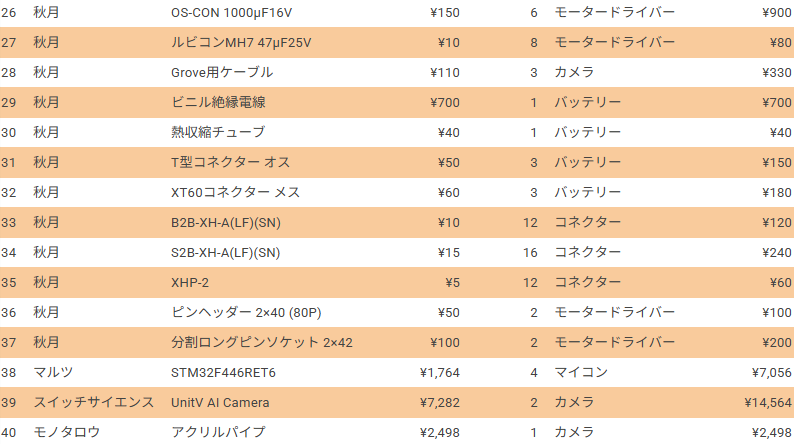 26 秋月 OS-CON 1000μF16V ¥150 6 モータードライバー ¥900
27 秋月 ルビコンMH7 47μF25V ¥10 8 モータードライバー ¥80
28 秋月 Grove用ケーブル ¥110 3 カメラ ¥330
29 秋月 ビニル絶縁電線 ¥700 1 バッテリー ¥700
30 秋月 熱収縮チューブ ¥40 1 バッテリー ¥40
31 秋月 T型コネクター オス ¥50 3 バッテリー ¥150
32 秋月 XT60コネクター メス ¥60 3 バッテリー ¥180
33 秋月 B2B-XH-A(LF)(SN) ¥10 12 コネクター ¥120
34 秋月 S2B-XH-A(LF)(SN) ¥15 16 コネクター ¥240
35 秋月 XHP-2 ¥5 12 コネクター ¥60
36 秋月 ピンヘッダー 2×40 (80P) ¥50 2 モータードライバー ¥100
37 秋月 分割ロングピンソケット 2×42 ¥100 2 モータードライバー ¥200
38 マルツ STM32F446RET6 ¥1,764 4 マイコン ¥7,056
39 スイッチサイエンス UnitV AI Camera ¥7,282 2 カメラ ¥14,564
40 モノタロウ アクリルパイプ ¥2,498 1 カメラ ¥2,498